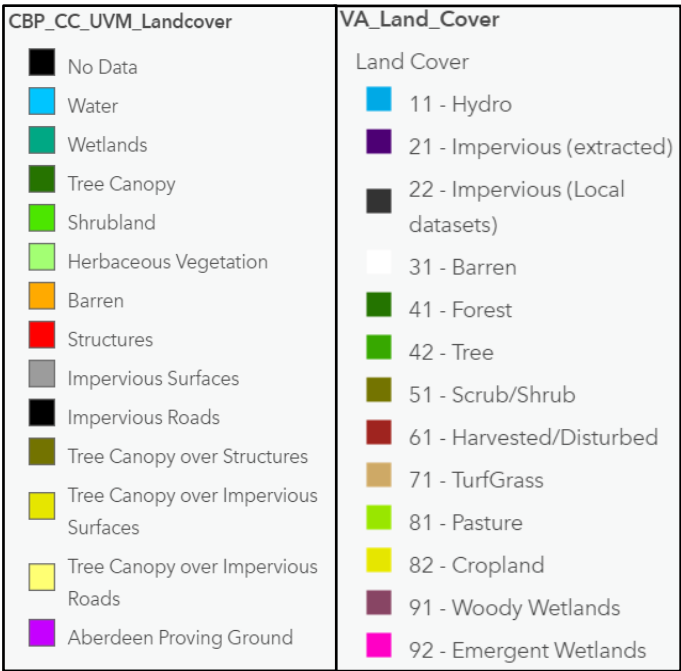 CBP_CC_UVM_Landcover
No Data
Water
Wetlands
Tree Canopy
Shrubland
Herbaceous Vegetation
Barren
Structures
Impervious Surfaces
Impervious Roads
Tree Canopy over Structures
Tree Canopy over Impervious
Surfaces
Tree Canopy over Impervious
Roads
Aberdeen Proving Ground
VA_Land_Cover
Land Cover
11 - Hydro
21 - Impervious (extracted)
22 - Impervious (Local
datasets)
31 - Barren
41 - Forest
42 - Tree
51 - Scrub/Shrub
61 - Harvested/Disturbed
71 - TurfGrass
81 - Pasture
82 - Cropland
91 - Woody Wetlands
92 - Emergent Wetlands